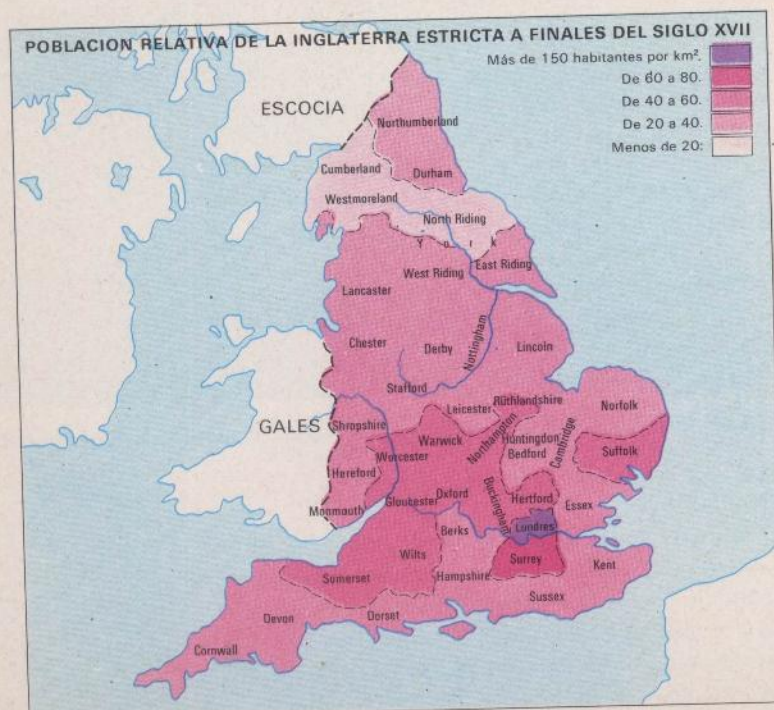 POBLACION RELATIVA DE LA INGLATERRA ESTRICTA A FINALES DEL SIGLO XVII
Más de 150 habitantes por km².
De 60 a 80.
De 40 a 60.
De 20 a 40.
Menos de 20:
ESCOCIA
Northumberland
Cumberland
Durham
Westmoreland
North Riding
Y o r k
West Riding
East Riding
Lancaster
Chester
Derby
Nottingham
Lincoln
Stafford
Leicester
Rüthlandshire
Norfolk
GALES
Shropshire
Warwick
Northampton
Huntingdon
Cambridge
Worcester
Bedford
Suffolk
Hereford
Oxford
Buckingham
Hertford
Essex
Monmouth
Gloucester
Berks
Lundres
Wilts
Surrey
Kent
Somerset
Hampshire
Sussex
Devon
Dorset
Cornwall